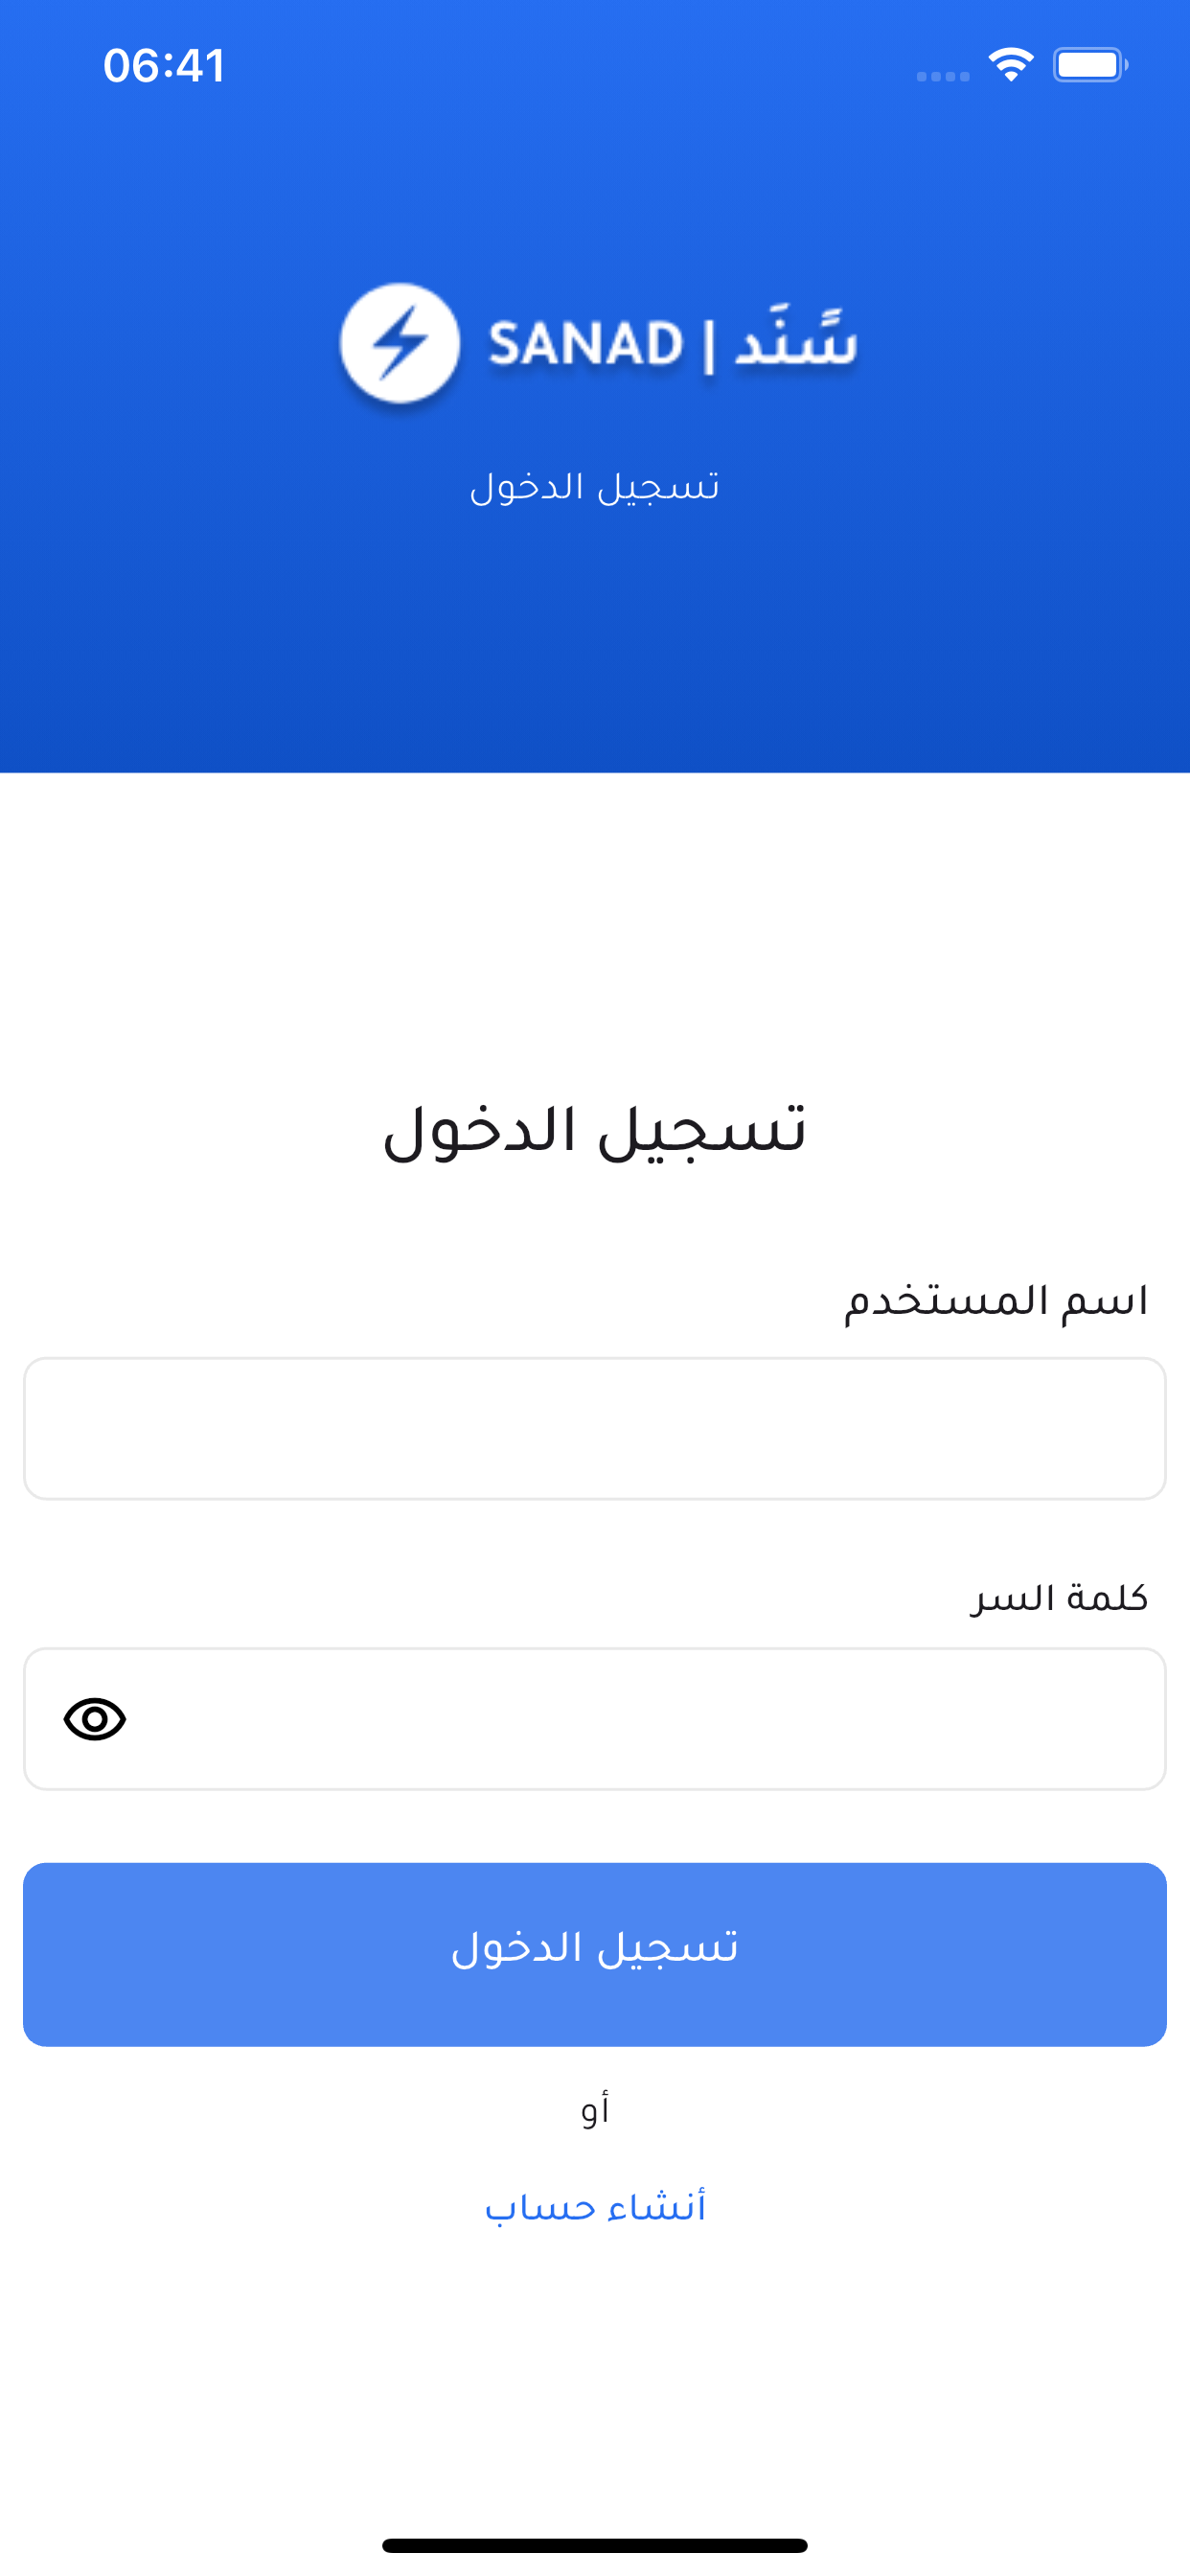 06:41
SANAD | سَنَد
تسجيل الدخول
تسجيل الدخول
اسم المستخدم
كلمة السر
تسجيل الدخول
أو
أنشاء حساب